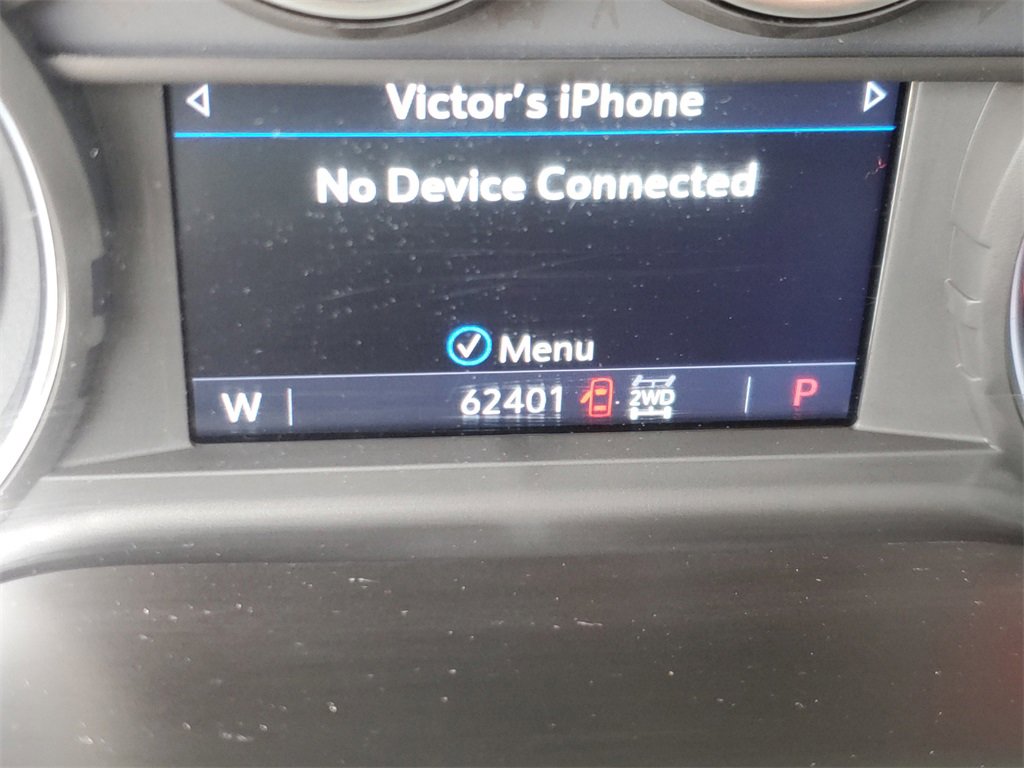 Victor's iPhone
No Device Connected
Menu
W 62401 2WD P